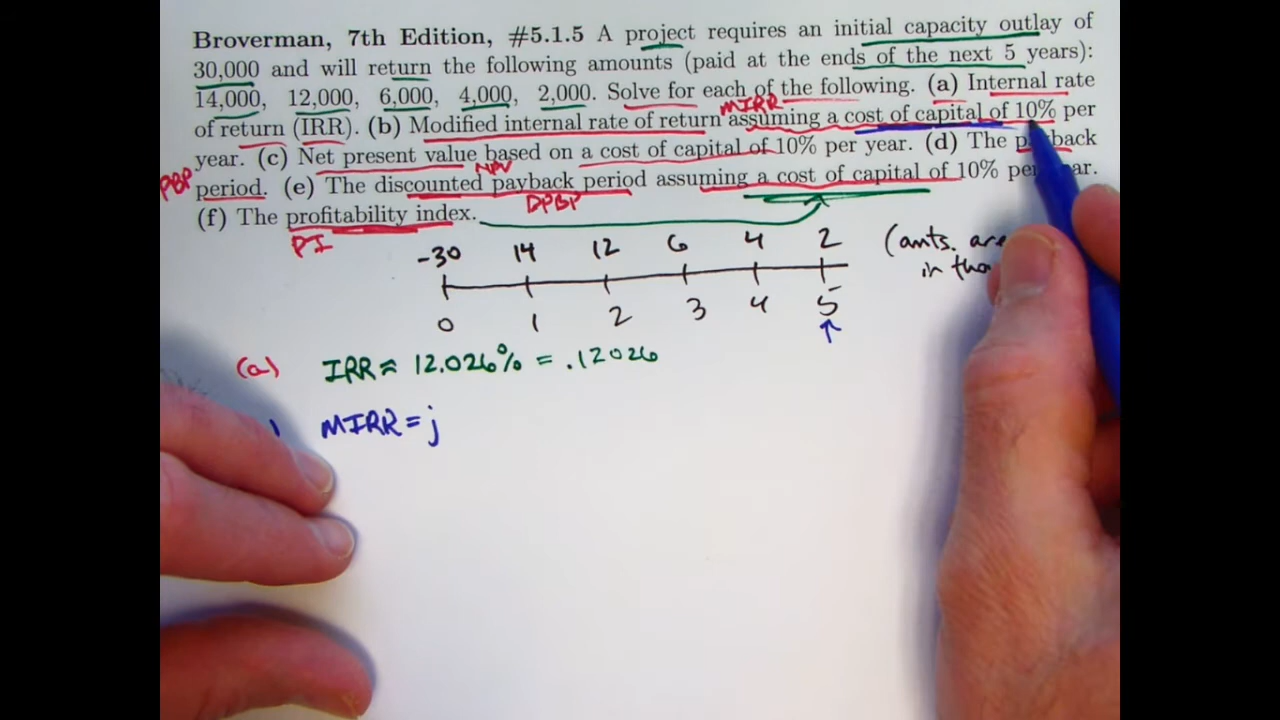 Broverman, 7th Edition, #5.1.5 A project requires an initial capacity outlay of
30,000 and will return the following amounts (paid at the ends of the next 5 years):
14,000, 12,000, 6,000, 4,000, 2,000. Solve for each of the following. (a) Internal rate
MIRR
of return (IRR). (b) Modified internal rate of return assuming a cost of capital of 10% per
year. (c) Net present value based on a cost of capital of 10% per year. (d) The payback
PBP
NPV
period. (e) The discounted payback period assuming a cost of capital of 10% per
DPBP
(f) The profitability index.
PI
-30 14 12 6 4 2 (amts. are
in
0 1 2 3 4 5
(a) IRR ≈ 12.026% = .12026
MIRR = j